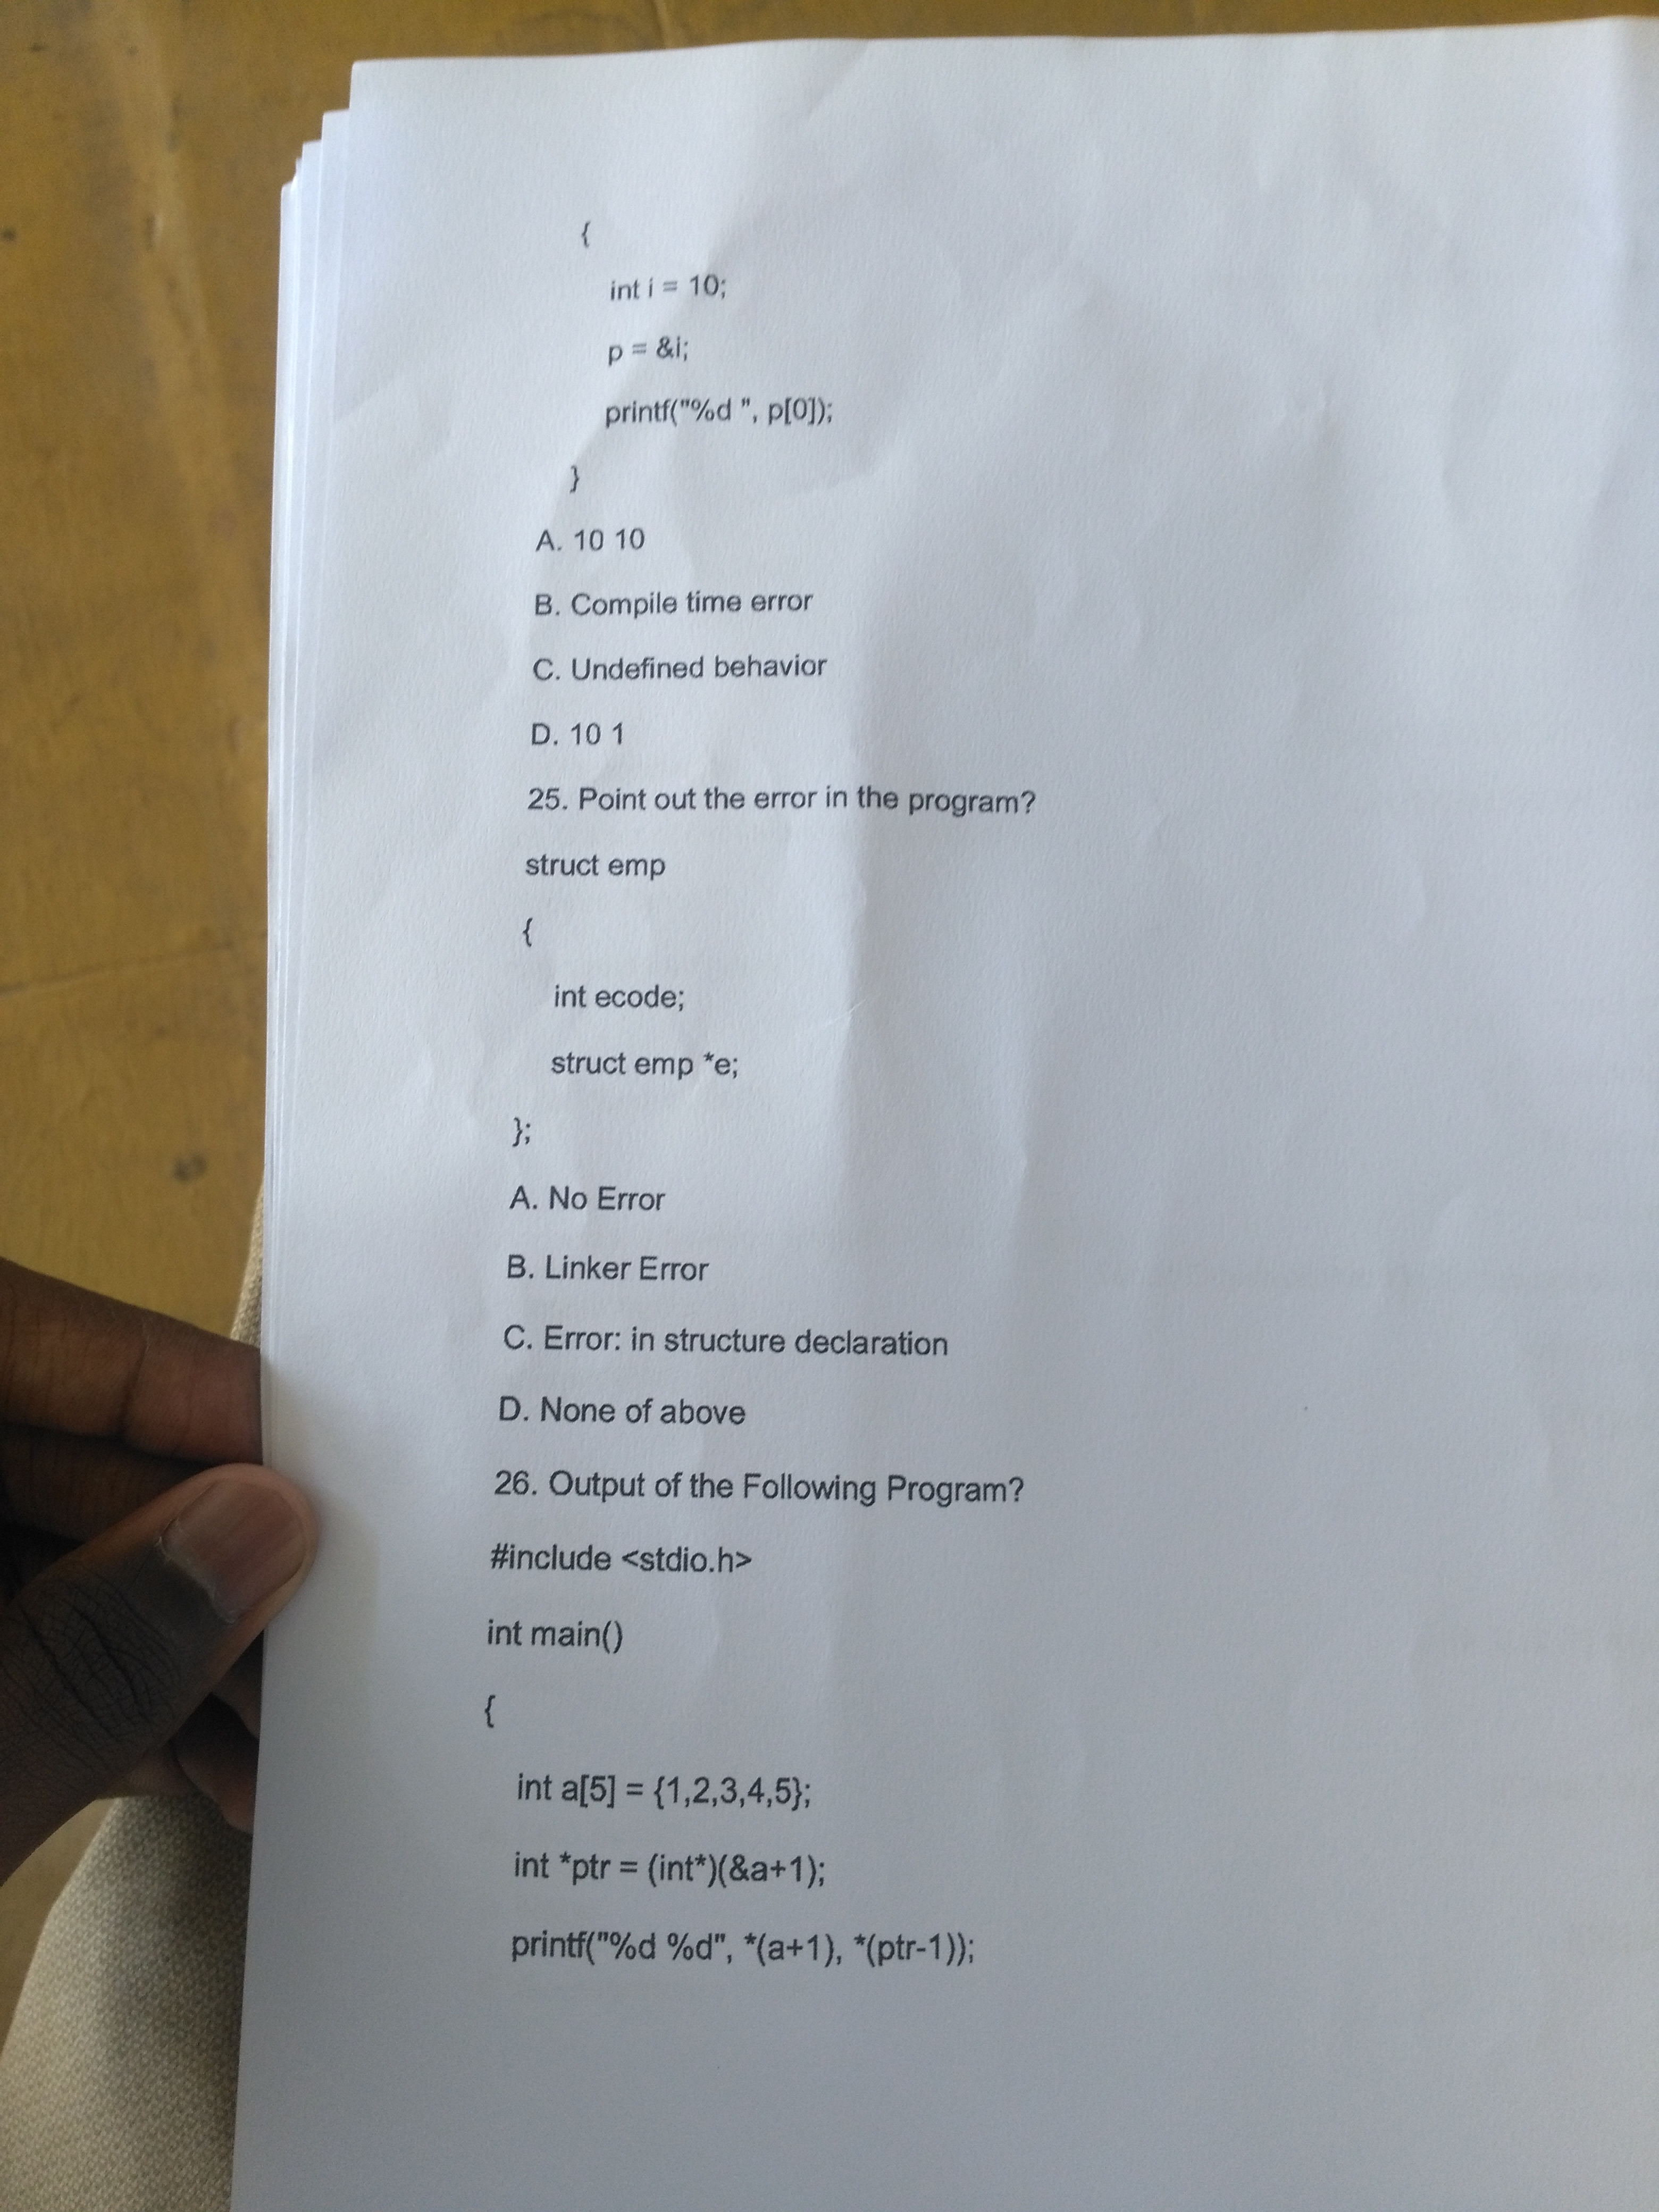 {
int i = 10;
p = &i;
printf("%d ", p[0]);
}
A. 10 10
B. Compile time error
C. Undefined behavior
D. 10 1
25. Point out the error in the program?
struct emp
{
int ecode;
struct emp *e;
};
A. No Error
B. Linker Error
C. Error: in structure declaration
D. None of above
26. Output of the Following Program?
#include <stdio.h>
int main()
{
int a[5] = {1,2,3,4,5};
int *ptr = (int*)(&a+1);
printf("%d %d", *(a+1), *(ptr-1));